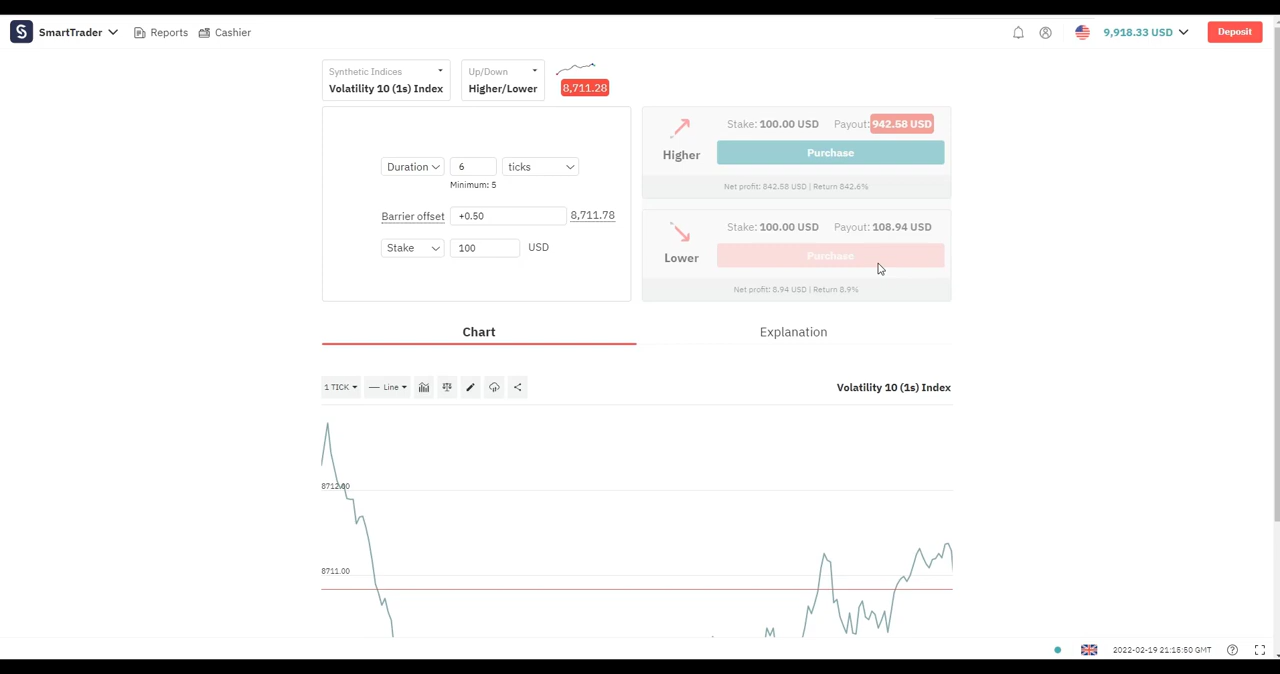 SmartTrader Reports Cashier 9,918.33 USD Deposit
Synthetic Indices Up/Down
Volatility 10 (1s) Index Higher/Lower 8,711.28
Stake: 100.00 USD Payout: 942.58 USD
Higher Purchase
Net profit: 842.58 USD | Return 842.6%
Duration 6 ticks
Minimum: 5
Barrier offset +0.50 8,711.78
Stake 100 USD
Stake: 100.00 USD Payout: 108.94 USD
Lower Purchase
Net profit: 8.94 USD | Return 8.9%
Chart Explanation
1 TICK Line Volatility 10 (1s) Index
8712.00
8711.00
2022-02-19 21:15:50 GMT